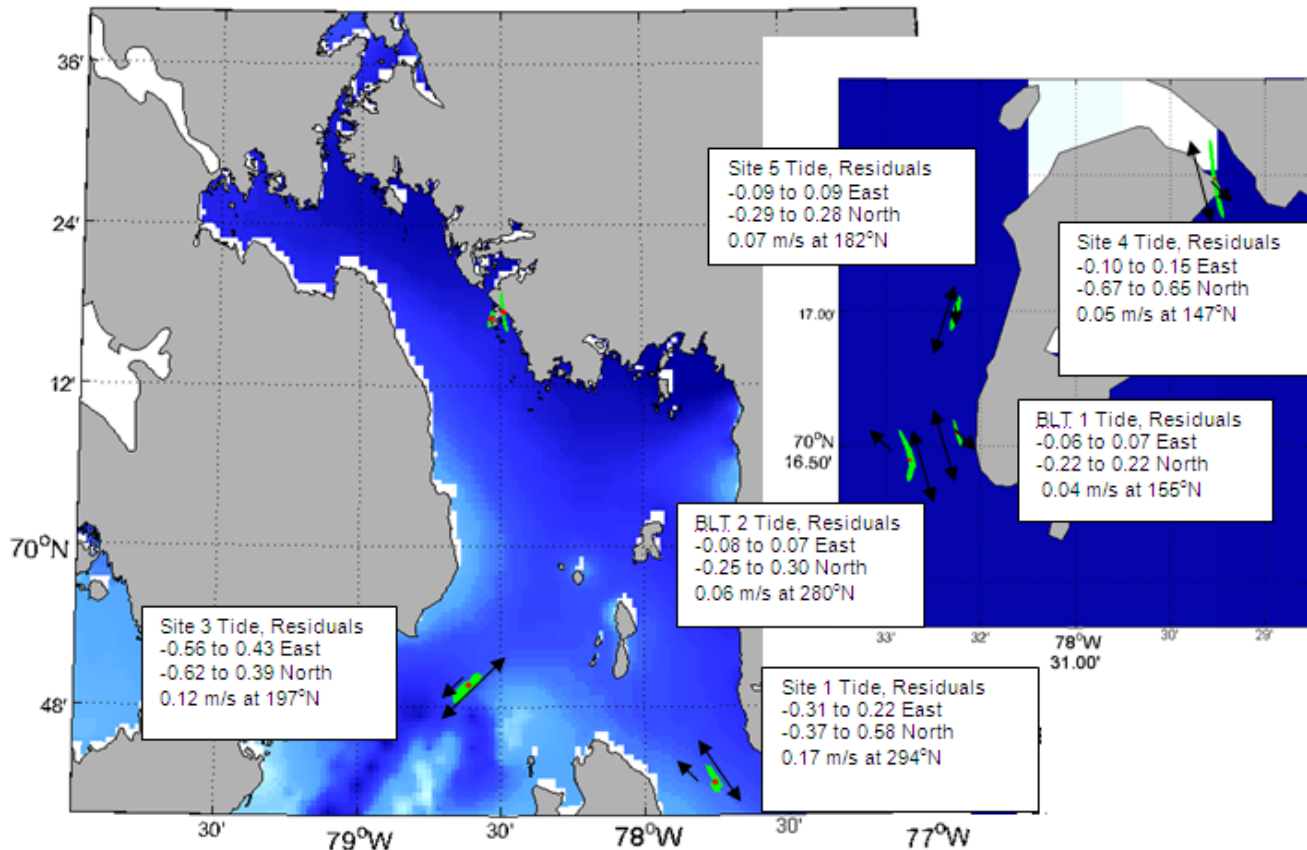 36'
24'
12'
70°N
48'
30'
79°W
30'
78°W
30'
77°W
Site 5 Tide, Residuals
-0.09 to 0.09 East
-0.29 to 0.28 North
0.07 m/s at 182°N
Site 4 Tide, Residuals
-0.10 to 0.15 East
-0.67 to 0.65 North
0.05 m/s at 147°N
BLT 1 Tide, Residuals
-0.06 to 0.07 East
-0.22 to 0.22 North
0.04 m/s at 155°N
BLT 2 Tide, Residuals
-0.08 to 0.07 East
-0.25 to 0.30 North
0.06 m/s at 280°N
Site 3 Tide, Residuals
-0.56 to 0.43 East
-0.62 to 0.39 North
0.12 m/s at 197°N
Site 1 Tide, Residuals
-0.31 to 0.22 East
-0.37 to 0.58 North
0.17 m/s at 294°N
17.00'
70°N
16.50'
33'
32'
78°W
31.00'
30'
29'